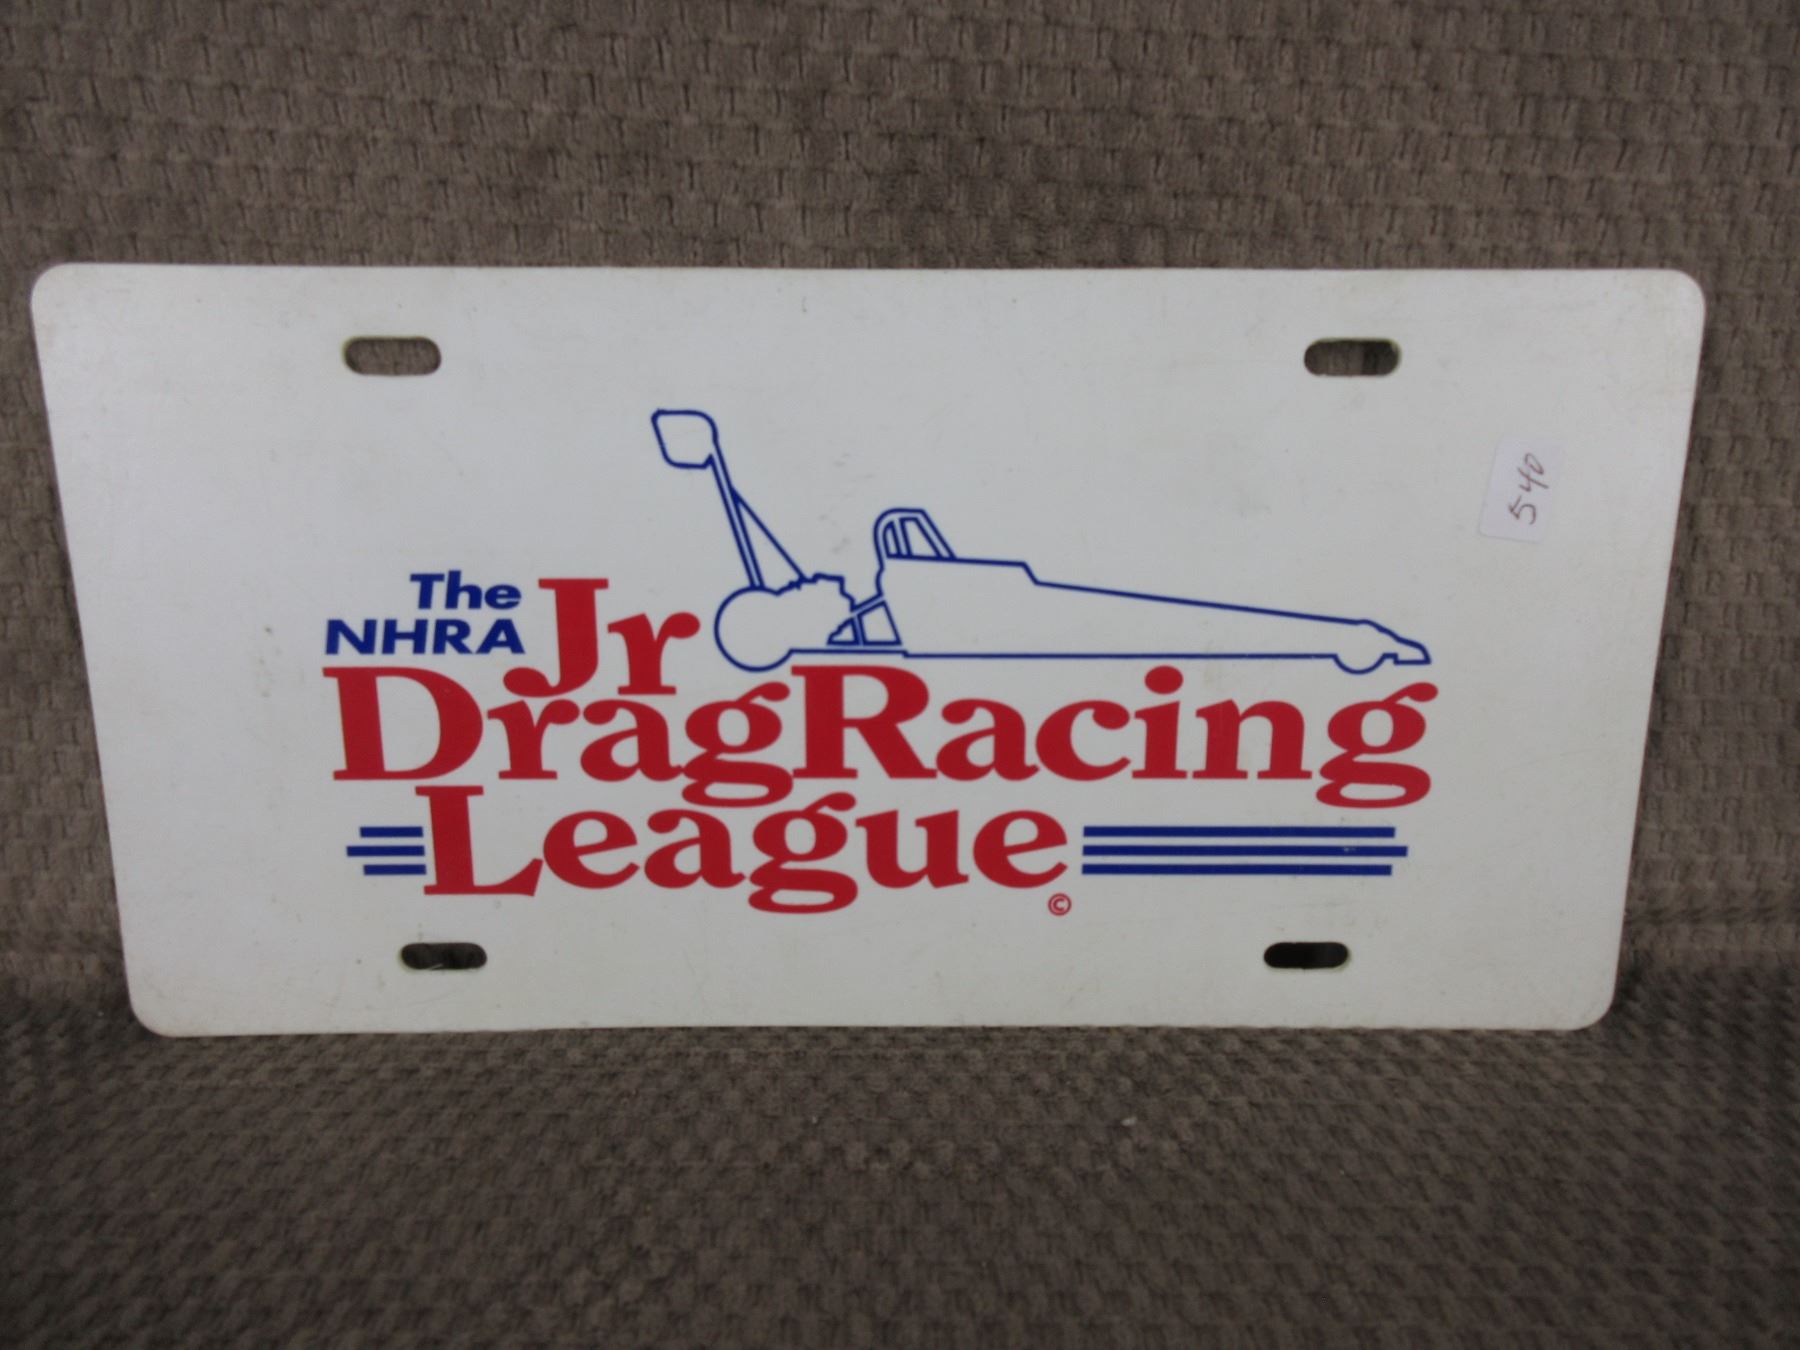 540
The
NHRA Jr
DragRacing
League
©